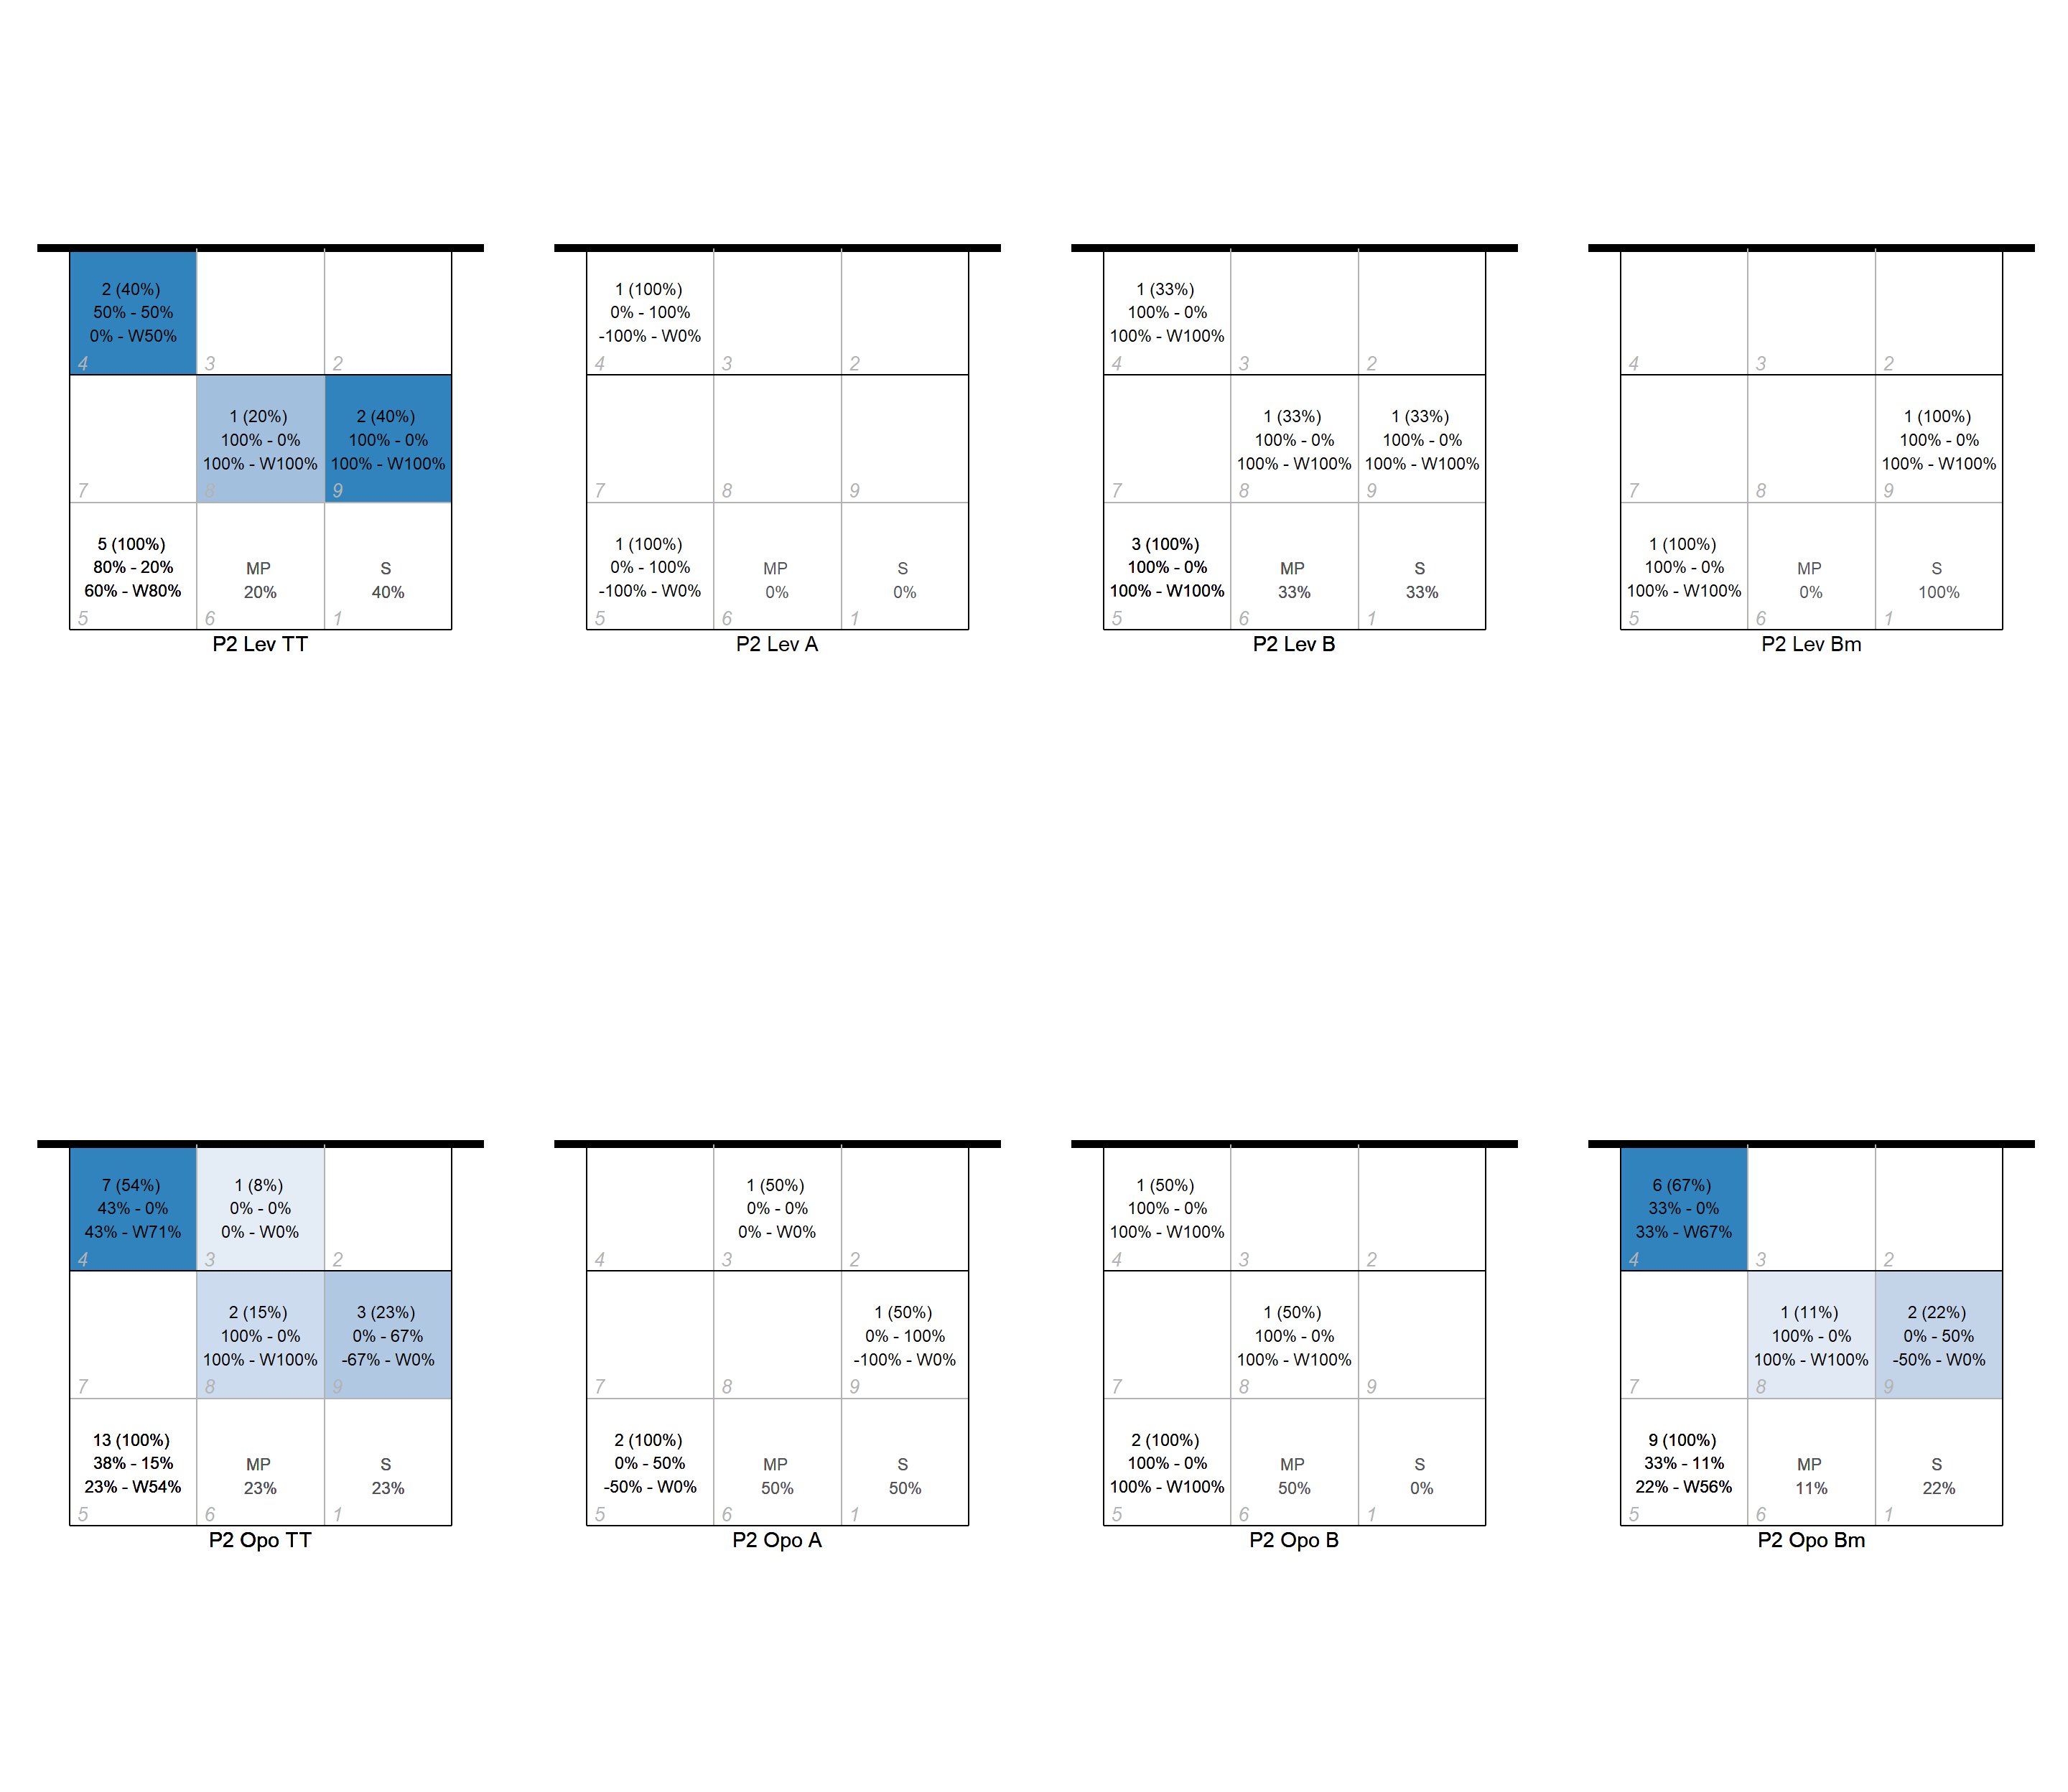 2 (40%)
50% - 50%
0% - W50%
4
3
2
7
1 (20%)
100% - 0%
100% - W100%
8
2 (40%)
100% - 0%
100% - W100%
9
5 (100%)
80% - 20%
60% - W80%
5
MP
20%
6
S
40%
1
P2 Lev TT
1 (100%)
0% - 100%
-100% - W0%
4
3
2
7
8
9
1 (100%)
0% - 100%
-100% - W0%
5
MP
0%
6
S
0%
1
P2 Lev A
1 (33%)
100% - 0%
100% - W100%
4
3
2
7
1 (33%)
100% - 0%
100% - W100%
8
1 (33%)
100% - 0%
100% - W100%
9
3 (100%)
100% - 0%
100% - W100%
5
MP
33%
6
S
33%
1
P2 Lev B
4
3
2
7
8
1 (100%)
100% - 0%
100% - W100%
9
1 (100%)
100% - 0%
100% - W100%
5
MP
0%
6
S
100%
1
P2 Lev Bm
7 (54%)
43% - 0%
43% - W71%
4
1 (8%)
0% - 0%
0% - W0%
3
2
7
2 (15%)
100% - 0%
100% - W100%
8
3 (23%)
0% - 67%
-67% - W0%
9
13 (100%)
38% - 15%
23% - W54%
5
MP
23%
6
S
23%
1
P2 Opo TT
4
1 (50%)
0% - 0%
0% - W0%
3
2
7
8
1 (50%)
0% - 100%
-100% - W0%
9
2 (100%)
0% - 50%
-50% - W0%
5
MP
50%
6
S
50%
1
P2 Opo A
1 (50%)
100% - 0%
100% - W100%
4
3
2
7
1 (50%)
100% - 0%
100% - W100%
8
9
2 (100%)
100% - 0%
100% - W100%
5
MP
50%
6
S
0%
1
P2 Opo B
6 (67%)
33% - 0%
33% - W67%
4
3
2
7
1 (11%)
100% - 0%
100% - W100%
8
2 (22%)
0% - 50%
-50% - W0%
9
9 (100%)
33% - 11%
22% - W56%
5
MP
11%
6
S
22%
1
P2 Opo Bm